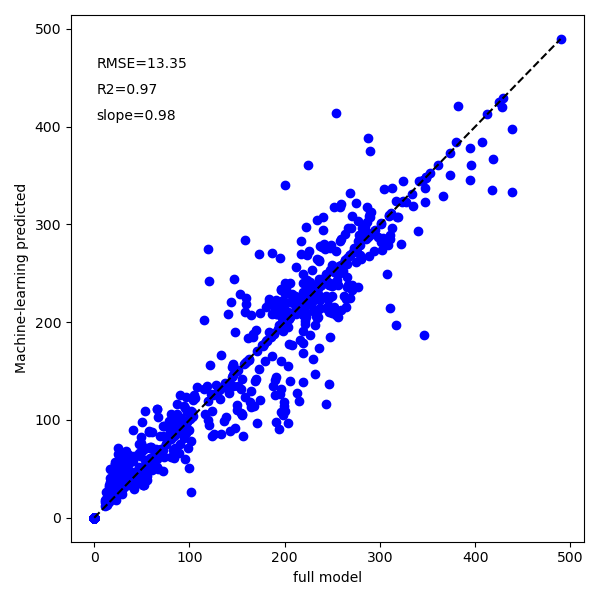 RMSE=13.35
R2=0.97
slope=0.98
Machine-learning predicted
500
400
300
200
100
0
0 100 200 300 400 500
full model